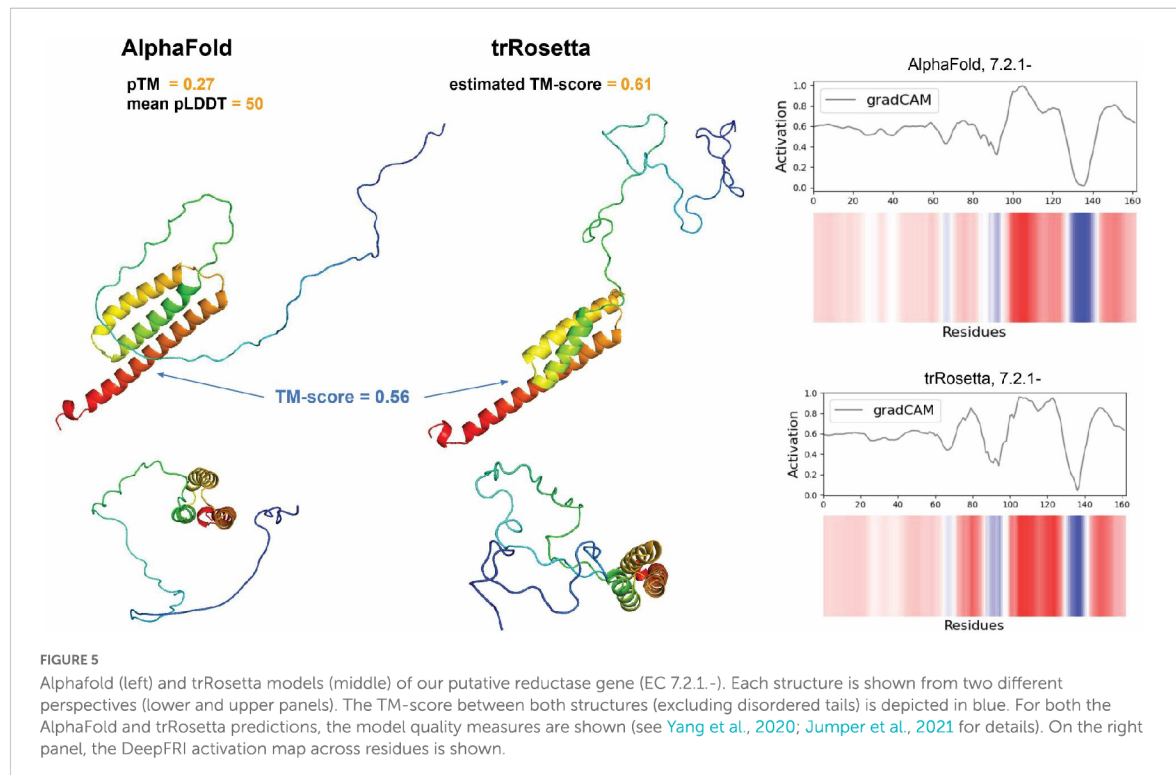 AlphaFold
pTM = 0.27
mean pLDDT = 50
trRosetta
estimated TM-score = 0.61
TM-score = 0.56
AlphaFold, 7.2.1-
gradCAM
Activation
1.0
0.8
0.6
0.4
0.2
0.0
0 20 40 60 80 100 120 140 160
Residues
trRosetta, 7.2.1-
gradCAM
Activation
1.0
0.8
0.6
0.4
0.2
0.0
0 20 40 60 80 100 120 140 160
Residues
FIGURE 5
Alphafold (left) and trRosetta models (middle) of our putative reductase gene (EC 7.2.1.-). Each structure is shown from two different
perspectives (lower and upper panels). The TM-score between both structures (excluding disordered tails) is depicted in blue. For both the
AlphaFold and trRosetta predictions, the model quality measures are shown (see Yang et al., 2020; Jumper et al., 2021 for details). On the right
panel, the DeepFRI activation map across residues is shown.